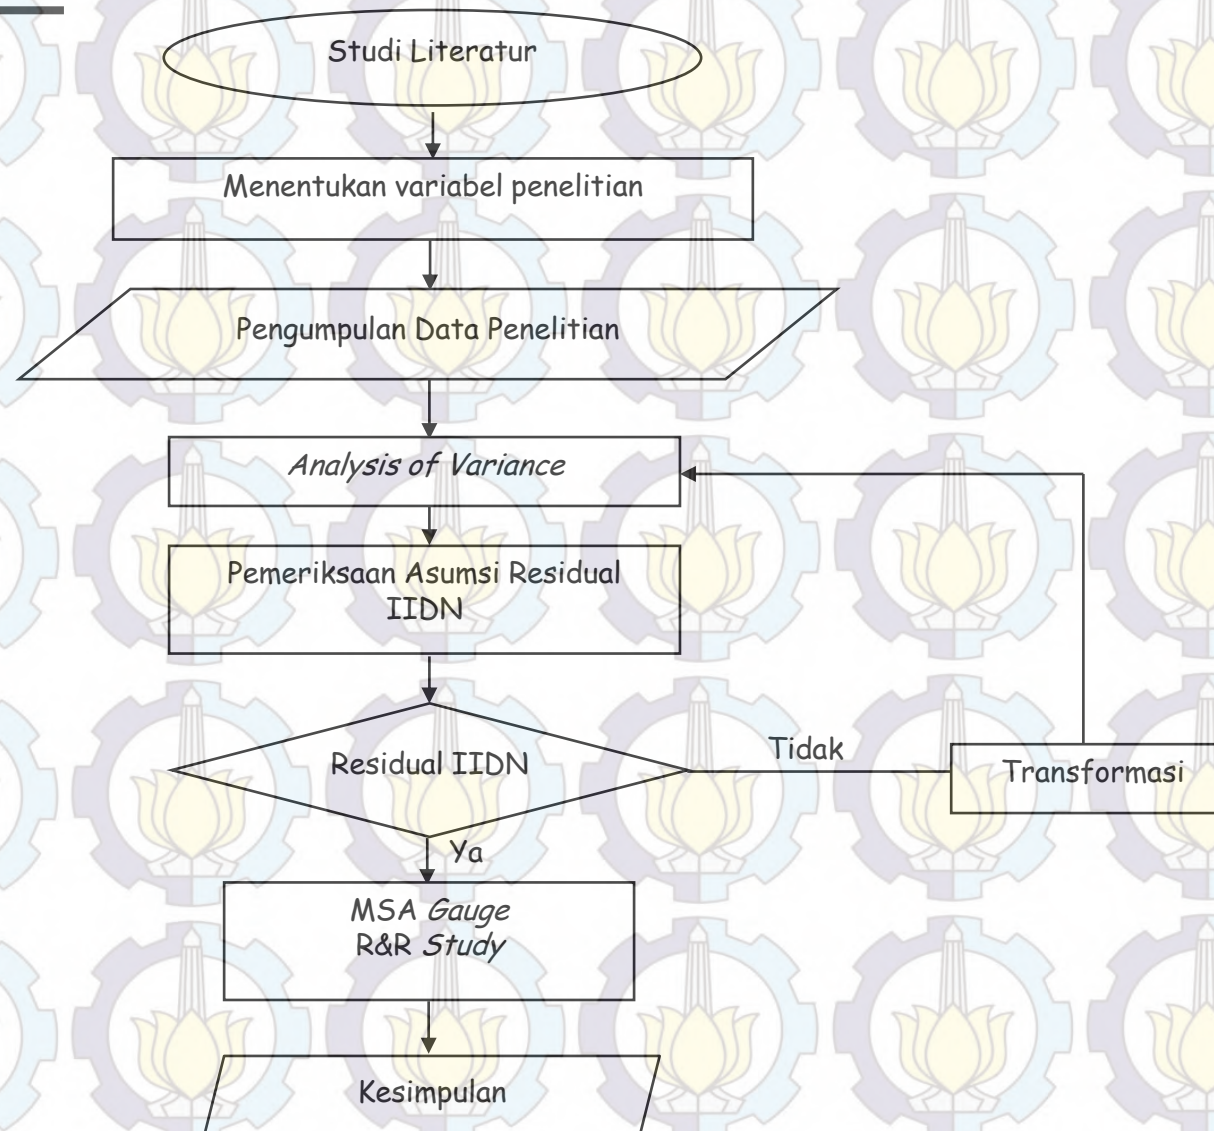 Studi Literatur
Menentukan variabel penelitian
Pengumpulan Data Penelitian
Analysis of Variance
Pemeriksaan Asumsi Residual
IIDN
Residual IIDN
Tidak
Transformasi
Ya
MSA Gauge
R&R Study
Kesimpulan